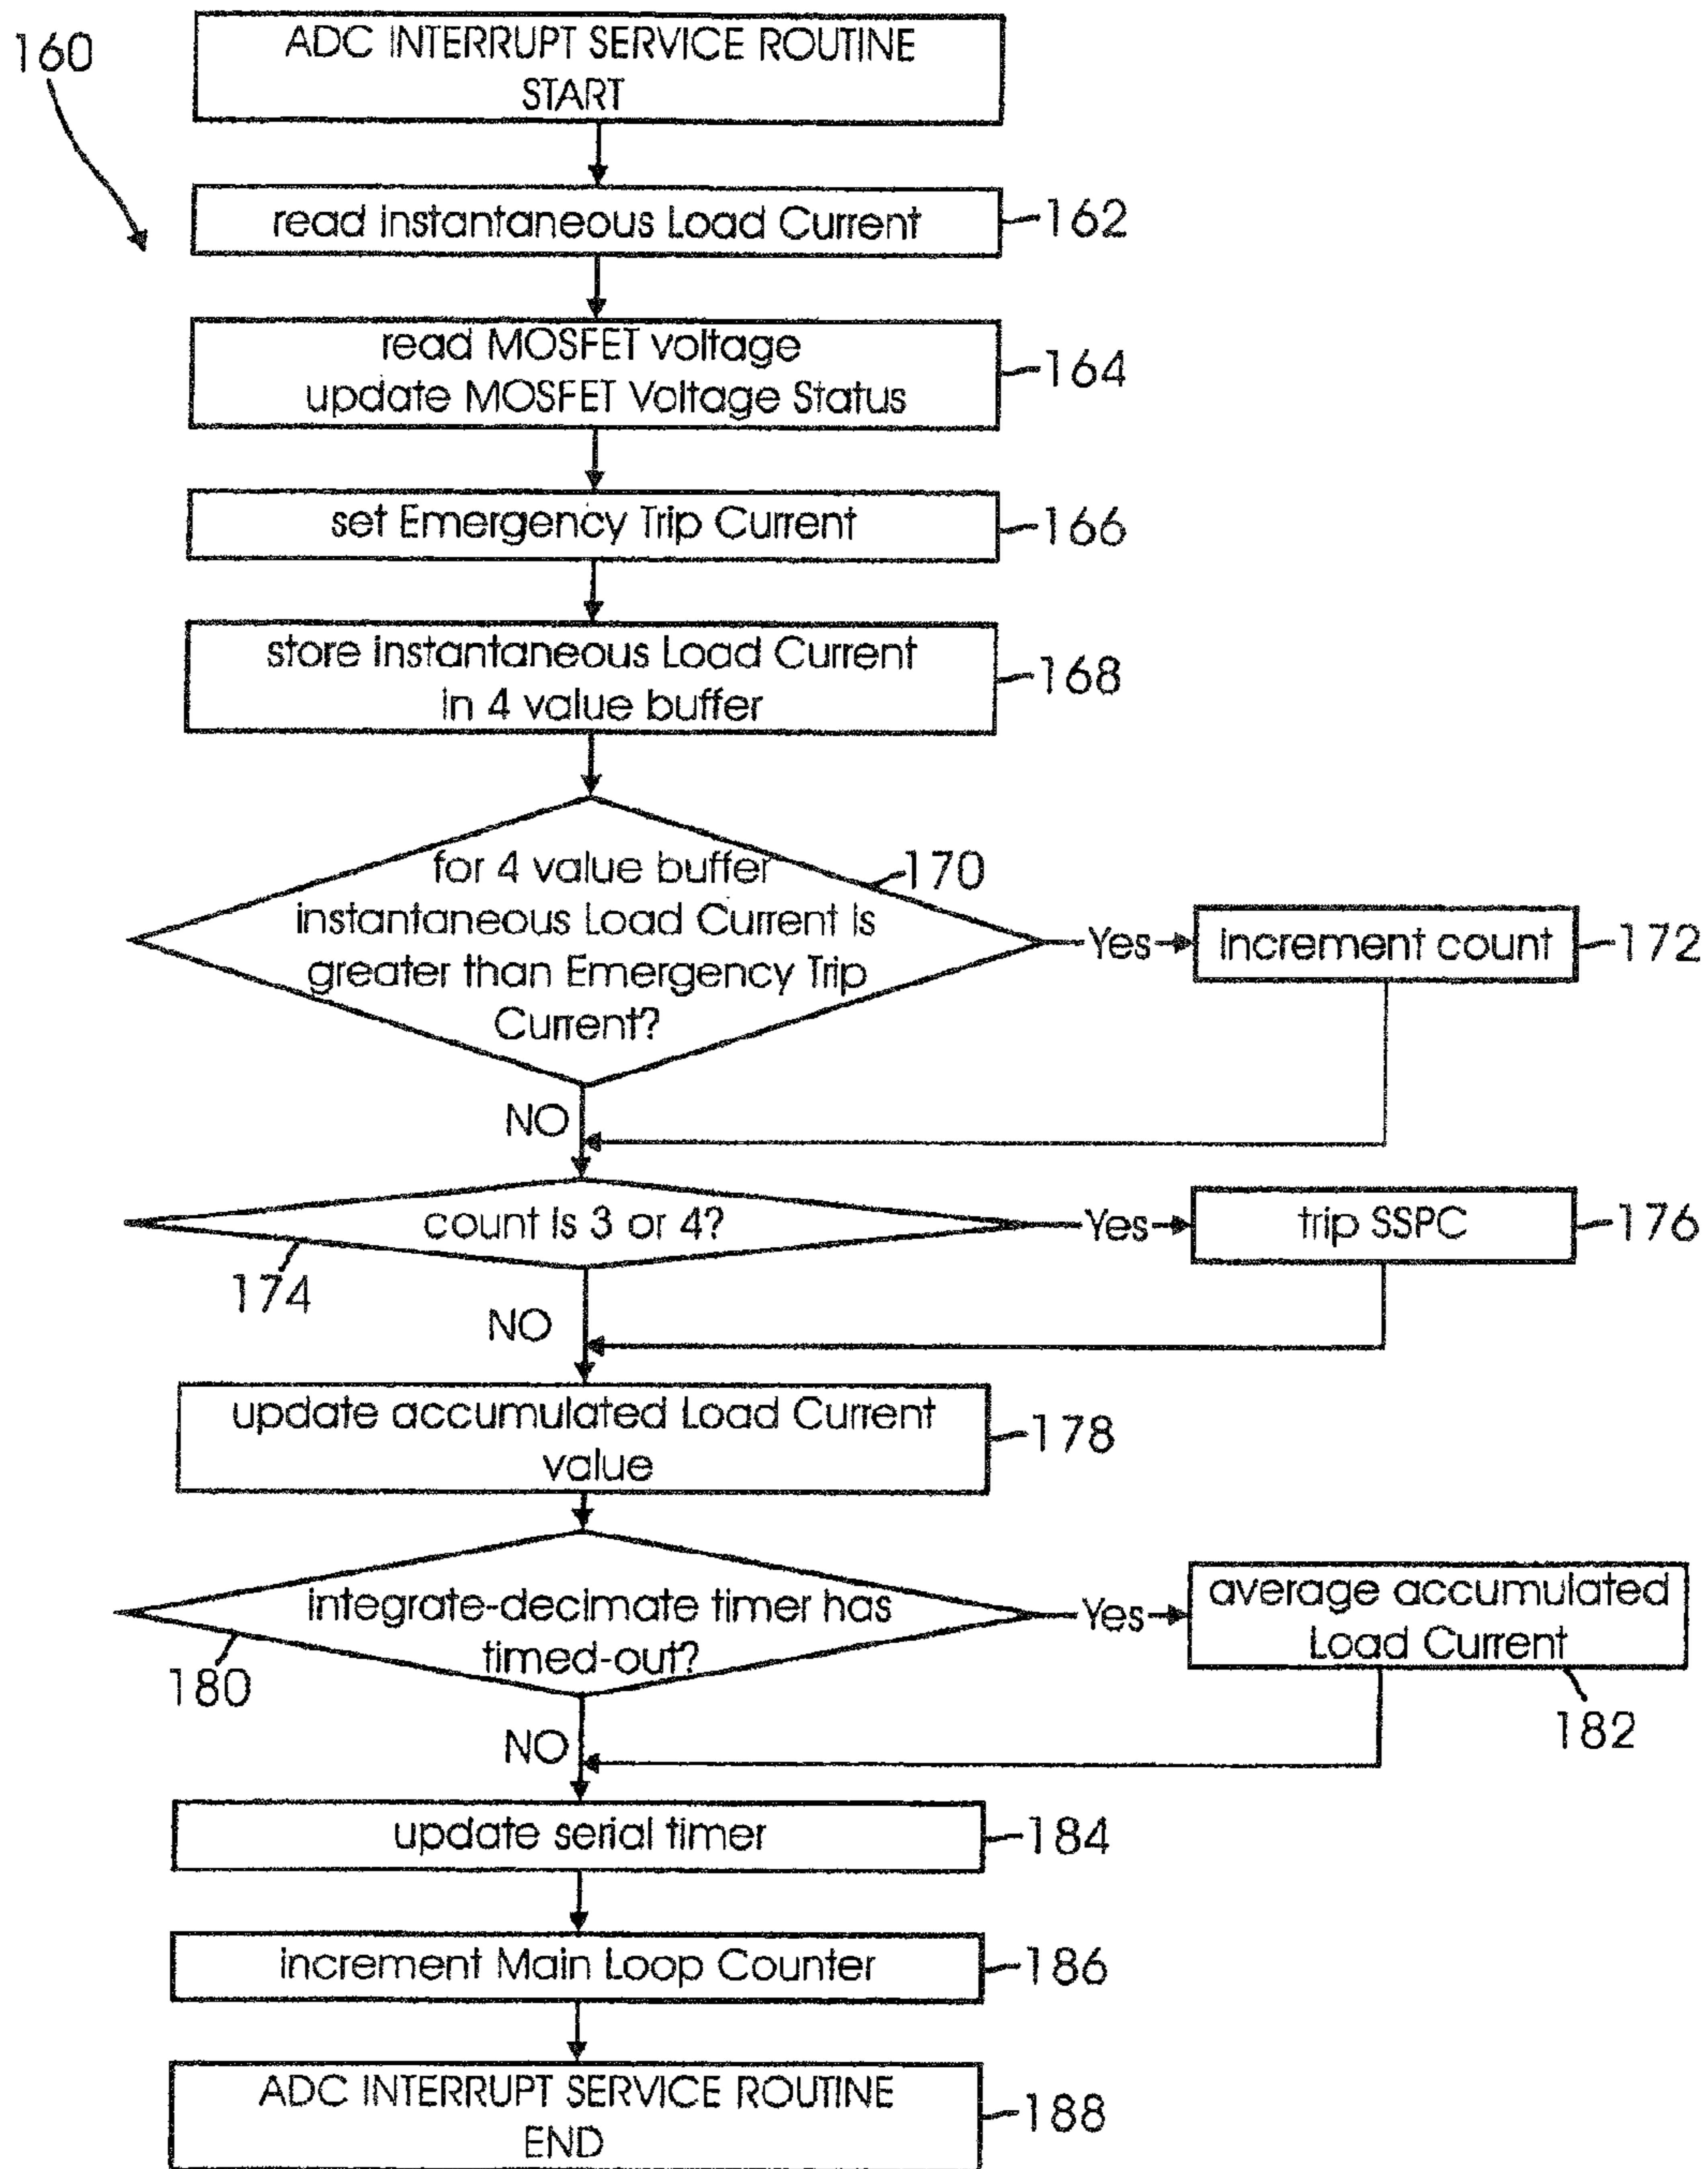 160
ADC INTERRUPT SERVICE ROUTINE
START
read instantaneous Load Current
162
read MOSFET voltage
update MOSFET Voltage Status
164
set Emergency Trip Current
166
store instantaneous Load Current
in 4 value buffer
168
for 4 value buffer
instantaneous Load Current is
greater than Emergency Trip
Current?
170
Yes
increment count
172
NO
count is 3 or 4?
174
Yes
trip SSPC
176
NO
update accumulated Load Current
value
178
integrate-decimate timer has
timed-out?
180
Yes
average accumulated
Load Current
182
NO
update serial timer
184
increment Main Loop Counter
186
ADC INTERRUPT SERVICE ROUTINE
END
188